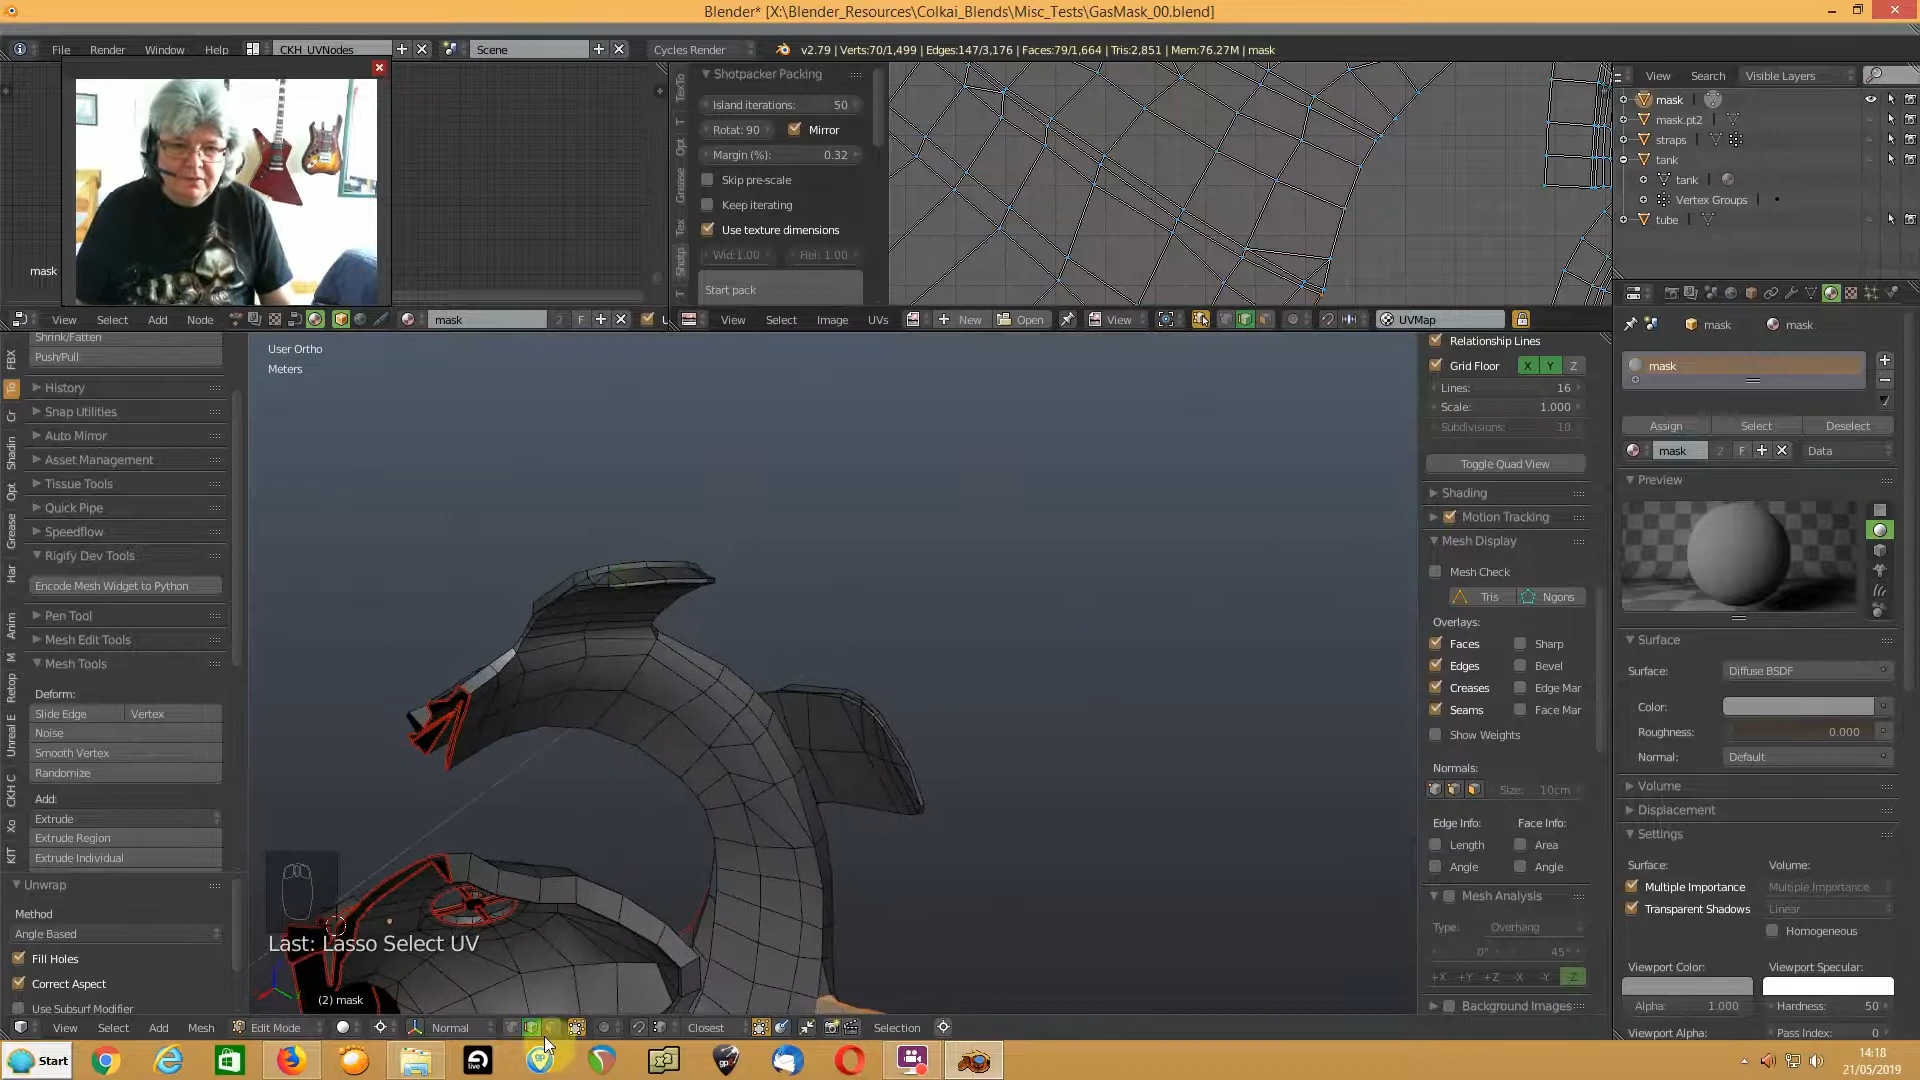 Blender* [X:\Blender_Resources\Colkai_Blends\Misc_Tests\GasMask_00.blend]
File Render Window Help CKH_UVNodes Scene Cycles Render v2.79 | Verts:70/1,499 | Edges:147/3,176 | Faces:79/1,664 | Tris:2,851 | Mem:76.27M | mask
Shotpacker Packing
Island iterations: 50
Rotat: 90 Mirror
Margin (%): 0.32
Skip pre-scale
Keep iterating
Use texture dimensions
Wid:1.00 Hei: 1.00
Start pack
mask
View Search Visible Layers
mask
mask.pt2
straps
tank
tank
Vertex Groups
tube
View Select Add Node mask 2 F
View Select Image UVs New Open View UVMap
Shrink/Fatten
Push/Pull
History
Snap Utilities
Auto Mirror
Asset Management
Tissue Tools
Quick Pipe
Speedflow
Rigify Dev Tools
Encode Mesh Widget to Python
Pen Tool
Mesh Edit Tools
Mesh Tools
Deform:
Slide Edge Vertex
Noise
Smooth Vertex
Randomize
Add:
Extrude
Extrude Region
Extrude Individual
Unwrap
Method
Angle Based
Fill Holes
Correct Aspect
Use Subsurf Modifier
User Ortho
Meters
Last: Lasso Select UV
(2) mask
Relationship Lines
Grid Floor X Y Z
Lines: 16
Scale: 1.000
Subdivisions: 10
Toggle Quad View
Shading
Motion Tracking
Mesh Display
Mesh Check
Tris Ngons
Overlays:
Faces Sharp
Edges Bevel
Creases Edge Mar
Seams Face Mar
Show Weights
Normals:
Size: 10cm
Edge Info: Face Info:
Length Area
Angle Angle
Mesh Analysis
Type: Overhang
0° 45°
+X +Y +Z -X -Y -Z
Background Images
mask mask
mask
Assign Select Deselect
mask 2 F Data
Preview
Surface
Surface: Diffuse BSDF
Color:
Roughness: 0.000
Normal: Default
Volume
Displacement
Settings
Surface: Volume:
Multiple Importance Multiple Importance
Transparent Shadows Linear
Homogeneous
Viewport Color: Viewport Specular:
Alpha: 1.000 Hardness: 50
Viewport Alpha: Pass Index: 0
View Select Add Mesh Edit Mode Normal Closest Selection
Start
live
14:18
21/05/2019